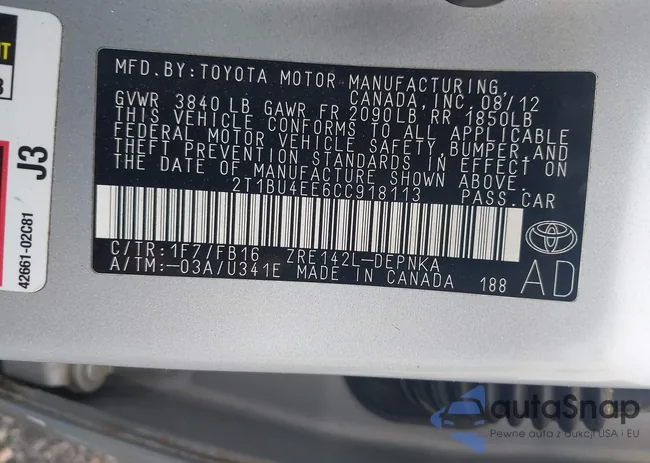 NT
3
J3
42661-02C81
MFD.BY:TOYOTA MOTOR MANUFACTURING,
CANADA, INC. 08/12
GVWR 3840 LB GAWR FR 2090LB RR 1850LB
THIS VEHICLE CONFORMS TO ALL APPLICABLE
FEDERAL MOTOR VEHICLE SAFETY, BUMPER, AND
THEFT PREVENTION STANDARDS IN EFFECT ON
THE DATE OF MANUFACTURE SHOWN ABOVE.
2T1BU4EE6CC918113 PASS.CAR
C/TR:1F7/FB16 ZRE142L-DEPNKA
A/TM:-03A/U341E MADE IN CANADA 188
AD
autaSnap
Pewne auta z aukcji USA i EU